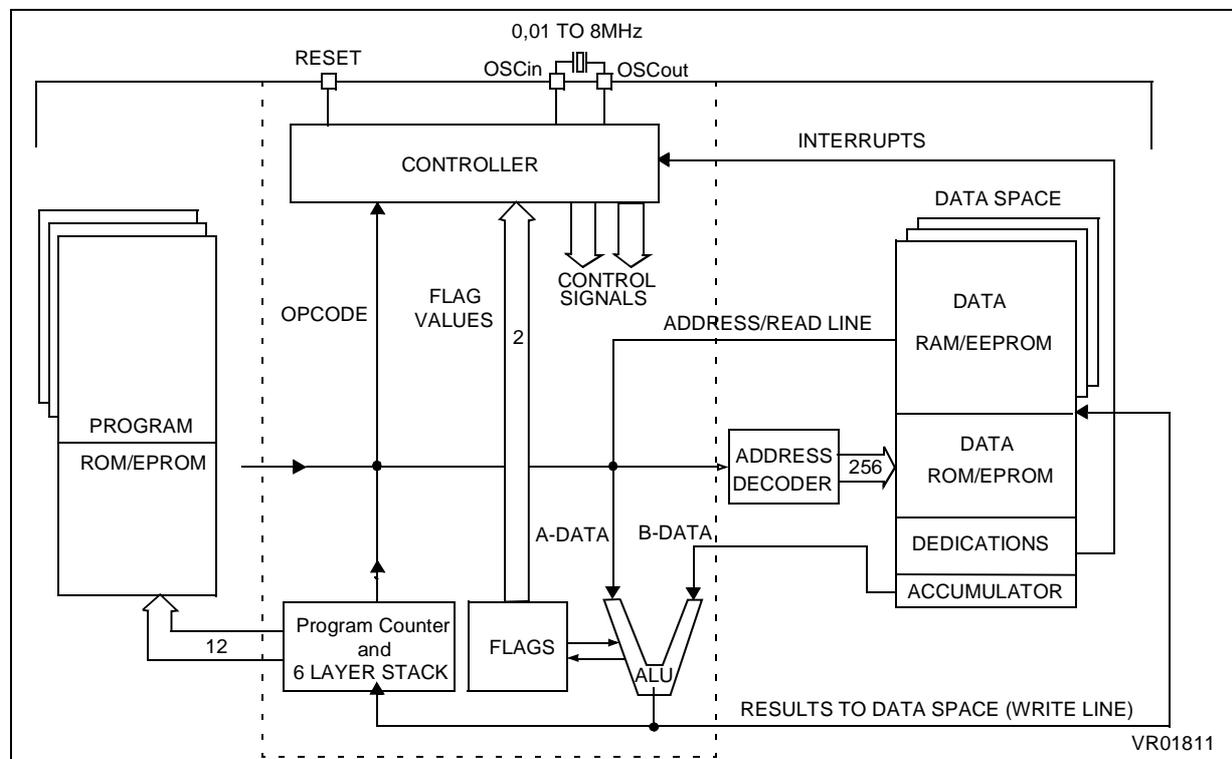 0,01 TO 8MHz
RESET
OSCin
OSCout
CONTROLLER
INTERRUPTS
DATA SPACE
OPCODE
FLAG
VALUES
2
CONTROL
SIGNALS
ADDRESS/READ LINE
DATA
RAM/EEPROM
PROGRAM
ROM/EPROM
ADDRESS
DECODER
256
DATA
ROM/EPROM
A-DATA
B-DATA
DEDICATIONS
ACCUMULATOR
12
Program Counter
and
6 LAYER STACK
FLAGS
ALU
RESULTS TO DATA SPACE (WRITE LINE)
VR01811